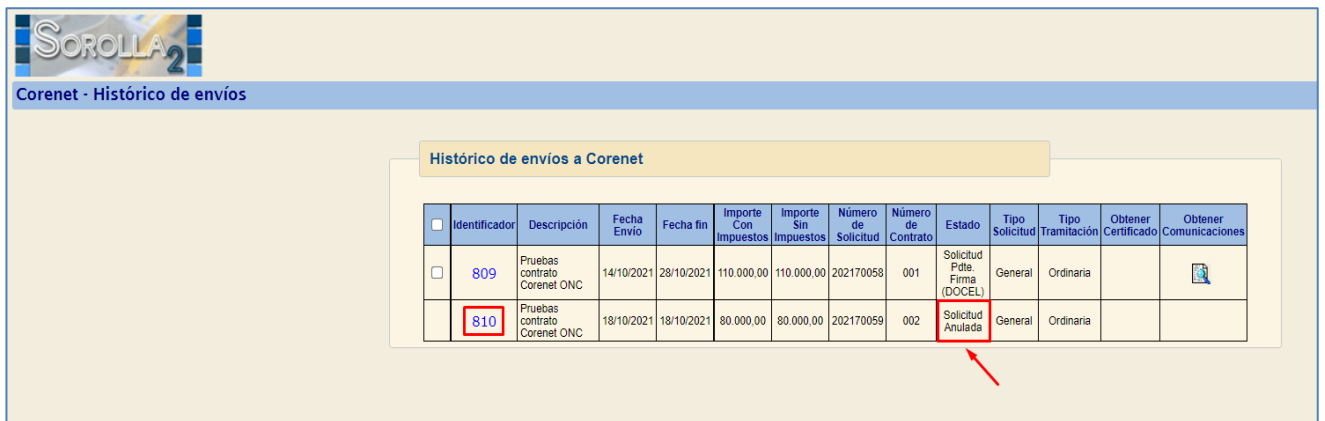 SOROLLA2
Corenet - Histórico de envíos
Histórico de envíos a Corenet
Identificador Descripción Fecha Envío Fecha fin Importe Con Impuestos Importe Sin Impuestos Número de Solicitud Número de Contrato Estado Tipo Solicitud Tipo Tramitación Obtener Certificado Obtener Comunicaciones
809 Pruebas contrato Corenet ONC 14/10/2021 28/10/2021 110.000,00 110.000,00 202170058 001 Solicitud Pdte. Firma (DOCEL) General Ordinaria
810 Pruebas contrato Corenet ONC 18/10/2021 18/10/2021 80.000,00 80.000,00 202170059 002 Solicitud Anulada General Ordinaria